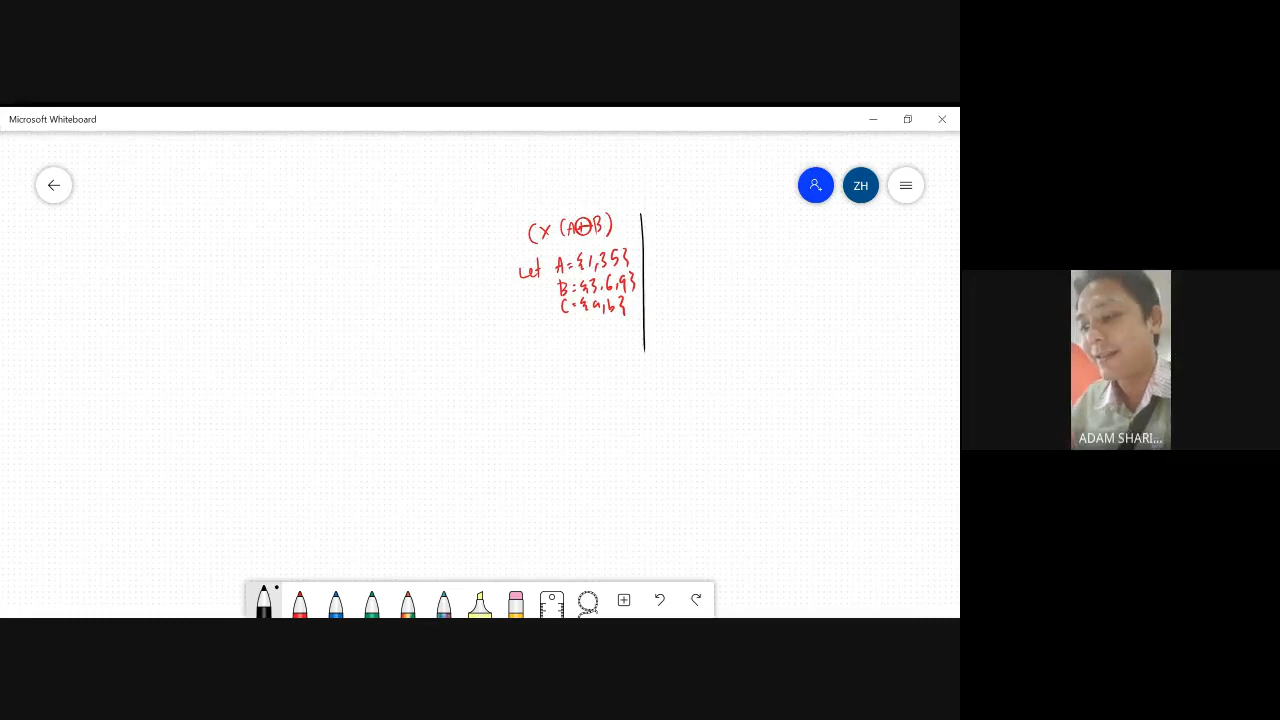 Microsoft Whiteboard
ZH
C x (A⊕B)
Let A = {1,3 5}
B = {3,6,9}
C = {a,b}
ADAM SHARI...